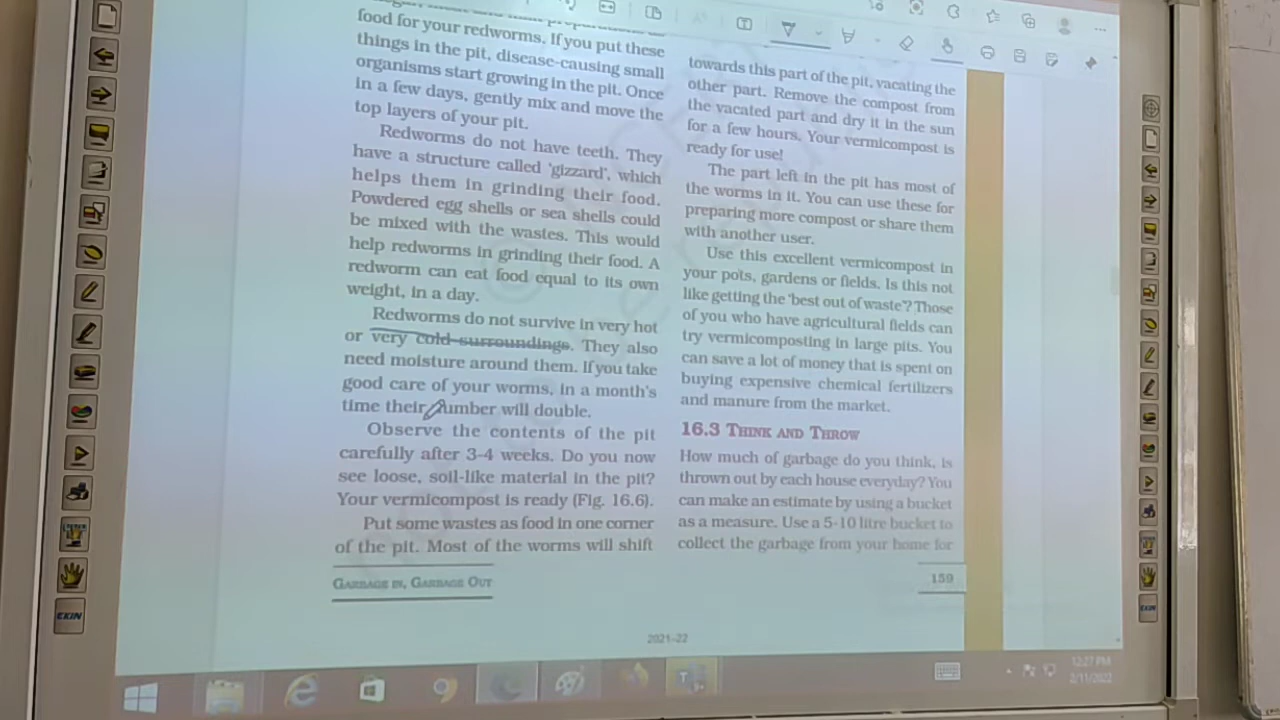 food for your redworms. If you put these
things in the pit, disease-causing small
organisms start growing in the pit. Once
in a few days, gently mix and move the
top layers of your pit.
Redworms do not have teeth. They
have a structure called 'gizzard', which
helps them in grinding their food.
Powdered egg shells or sea shells could
be mixed with the wastes. This would
help redworms in grinding their food. A
redworm can eat food equal to its own
weight, in a day.
Redworms do not survive in very hot
or very cold surroundings. They also
need moisture around them. If you take
good care of your worms, in a month's
time their number will double.
Observe the contents of the pit
carefully after 3-4 weeks. Do you now
see loose, soil-like material in the pit?
Your vermicompost is ready (Fig. 16.6).
Put some wastes as food in one corner
of the pit. Most of the worms will shift
GARBAGE IN, GARBAGE OUT
towards this part of the pit, vacating the
other part. Remove the compost from
the vacated part and dry it in the sun
for a few hours. Your vermicompost is
ready for use!
The part left in the pit has most of
the worms in it. You can use these for
preparing more compost or share them
with another user.
Use this excellent vermicompost in
your pots, gardens or fields. Is this not
like getting the 'best out of waste'? Those
of you who have agricultural fields can
try vermicomposting in large pits. You
can save a lot of money that is spent on
buying expensive chemical fertilizers
and manure from the market.
16.3 THINK AND THROW
How much of garbage do you think, is
thrown out by each house everyday? You
can make an estimate by using a bucket
as a measure. Use a 5-10 litre bucket to
collect the garbage from your home for
159
2021-22
EKIN
EKIN
12:27 PM
2/11/2022